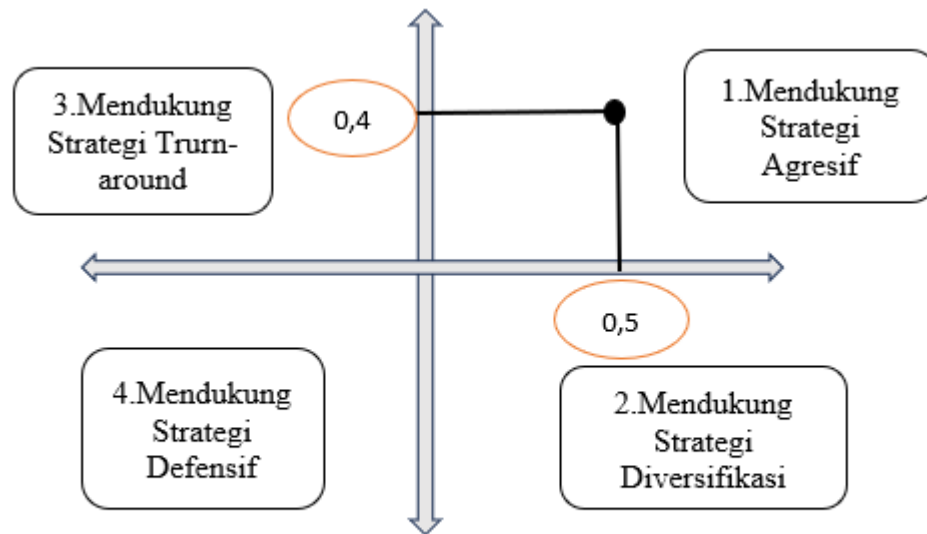 3.Mendukung
Strategi Trurn-
around
0,4
1.Mendukung
Strategi
Agresif
0,5
4.Mendukung
Strategi
Defensif
2.Mendukung
Strategi
Diversifikasi